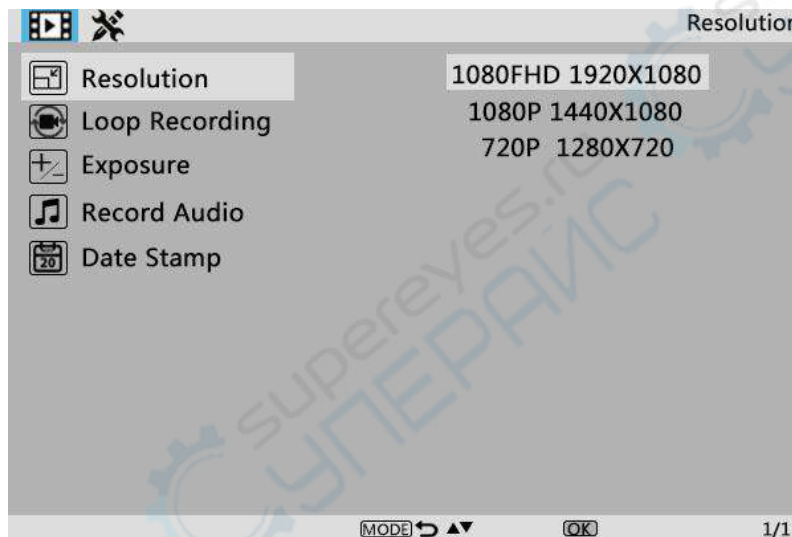 Resolution
Resolution
1080FHD 1920X1080
Loop Recording
1080P 1440X1080
720P 1280X720
Exposure
Record Audio
20
Date Stamp
supereyes.ru
СУПЕРАЙС
MODE
OK
1/1